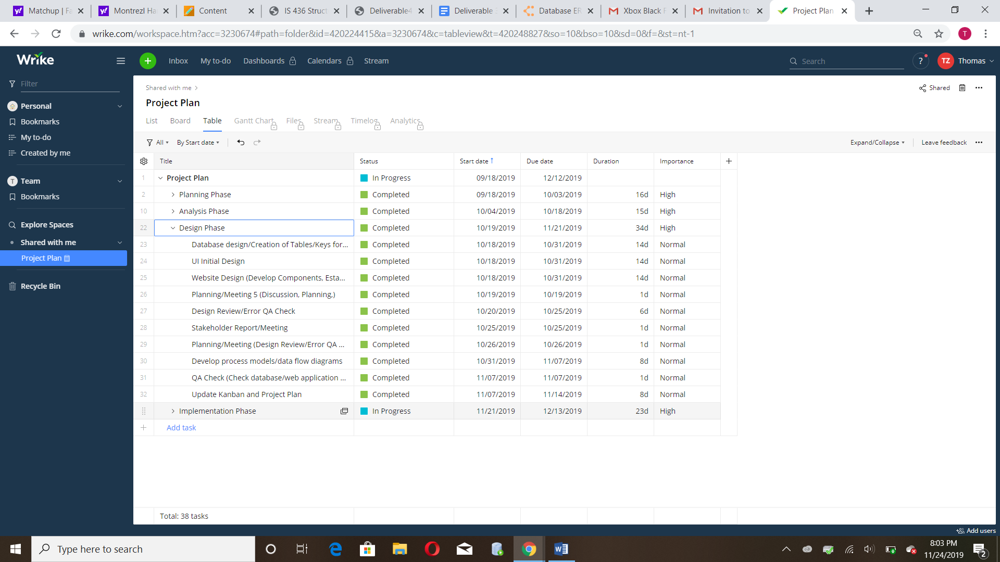 Matchup | Fa
Montrezl Ha
Content
IS 436 Struct
Deliverable4
Deliverable
Database ER
Xbox Black F
Invitation to
Project Plan
wrike.com/workspace.htm?acc=3230674#path=folder&id=420224415&a=3230674&c=tableview&t=420248827&so=10&bso=10&sd=0&f=&st=nt-1
T
Wrike
Inbox My to-do Dashboards Calendars Stream
Search
?
TZ Thomas
Filter
Personal
Bookmarks
My to-do
Created by me
T Team
Bookmarks
Explore Spaces
Shared with me
Project Plan
Recycle Bin
Shared with me >
Shared
Project Plan
List Board Table Gantt Chart Files Stream Timelog Analytics
All By Start date
Expand/Collapse Leave feedback
Title Status Start date ↑ Due date Duration Importance +
1 Project Plan In Progress 09/18/2019 12/12/2019
2 Planning Phase Completed 09/18/2019 10/03/2019 16d High
10 Analysis Phase Completed 10/04/2019 10/18/2019 15d High
22 Design Phase Completed 10/19/2019 11/21/2019 34d High
23 Database design/Creation of Tables/Keys for... Completed 10/18/2019 10/31/2019 14d Normal
24 UI Initial Design Completed 10/18/2019 10/31/2019 14d Normal
25 Website Design (Develop Components, Esta... Completed 10/18/2019 10/31/2019 14d Normal
26 Planning/Meeting 5 (Discussion, Planning,) Completed 10/19/2019 10/19/2019 1d Normal
27 Design Review/Error QA Check Completed 10/20/2019 10/25/2019 6d Normal
28 Stakeholder Report/Meeting Completed 10/25/2019 10/25/2019 1d Normal
29 Planning/Meeting (Design Review/Error QA ... Completed 10/26/2019 10/26/2019 1d Normal
30 Develop process models/data flow diagrams Completed 10/31/2019 11/07/2019 8d Normal
31 QA Check (Check database/web application ... Completed 11/07/2019 11/07/2019 1d Normal
32 Update Kanban and Project Plan Completed 11/07/2019 11/14/2019 8d Normal
Implementation Phase In Progress 11/21/2019 12/13/2019 23d High
+ Add task
Total: 38 tasks
Add users
Type here to search
8:03 PM
11/24/2019
2